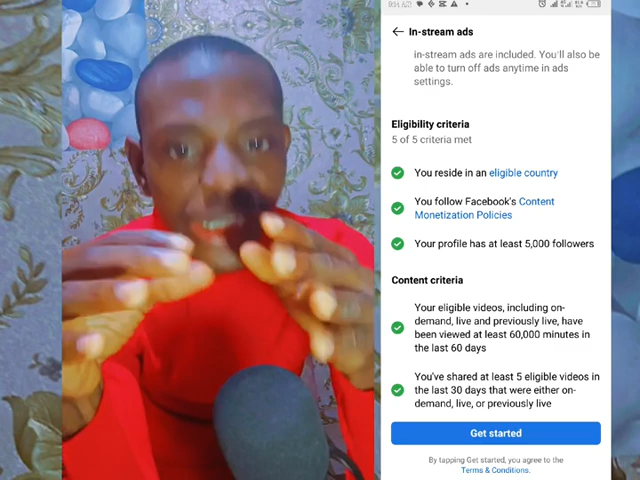 In-stream ads
in-stream ads are included. You'll also be
able to turn off ads anytime in ads
settings.
Eligibility criteria
5 of 5 criteria met
You reside in an eligible country
You follow Facebook's Content
Monetization Policies
Your profile has at least 5,000 followers
Content criteria
Your eligible videos, including on-
demand, live and previously live, have
been viewed at least 60,000 minutes in
the last 60 days
You've shared at least 5 eligible videos in
the last 30 days that were either on-
demand, live, or previously live
Get started
By tapping Get started, you agree to the
Terms & Conditions.